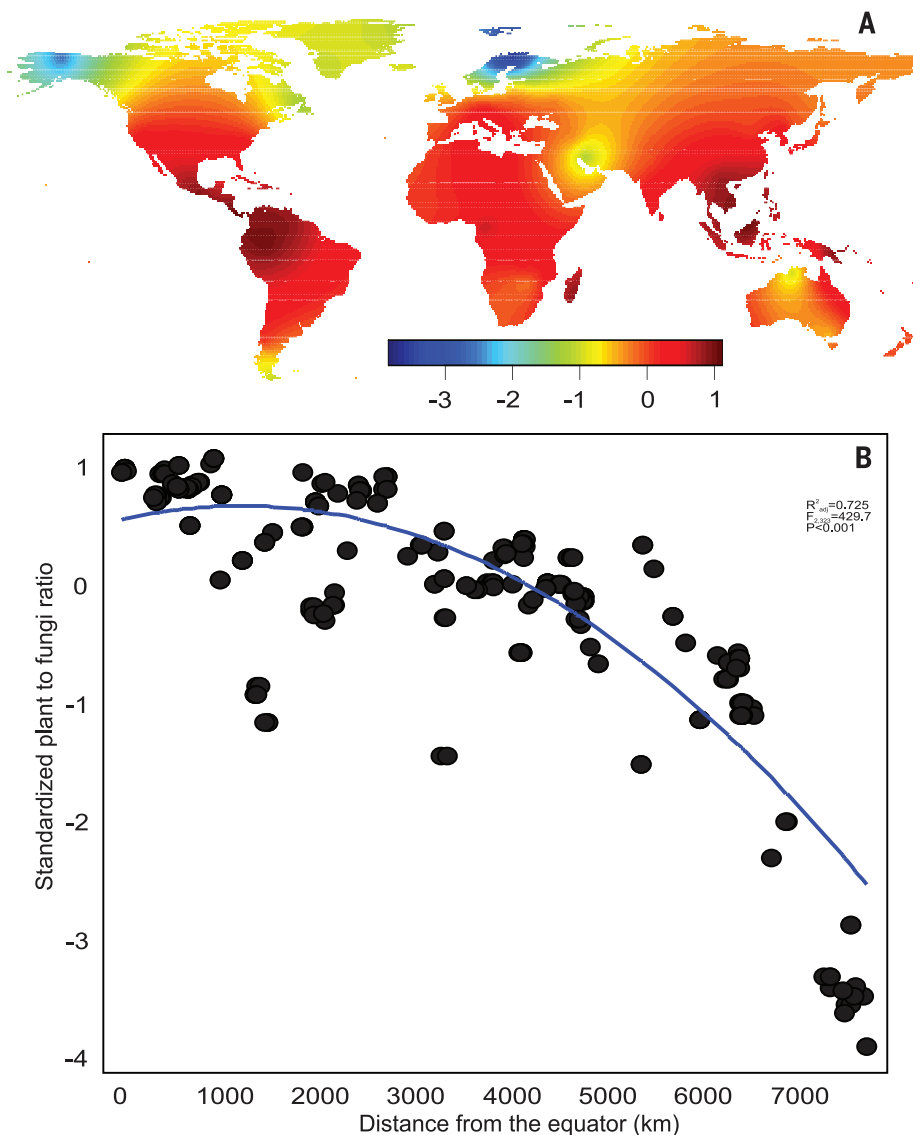 A
-3 -2 -1 0 1
B
R²adj=0.725
F2,323=429.7
P<0.001
Standardized plant to fungi ratio
1
0
-1
-2
-3
-4
0 1000 2000 3000 4000 5000 6000 7000
Distance from the equator (km)